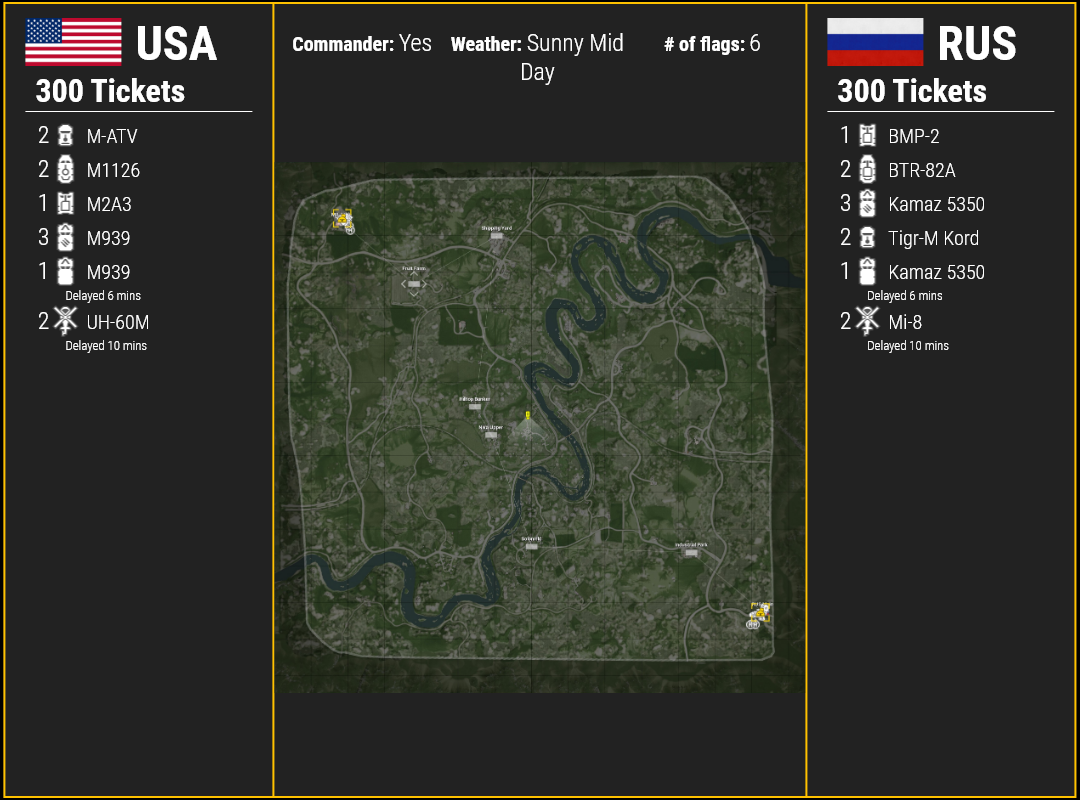 USA
300 Tickets
2 M-ATV
2 M1126
1 M2A3
3 M939
1 M939
Delayed 6 mins
2 UH-60M
Delayed 10 mins
Commander: Yes Weather: Sunny Mid Day # of flags: 6
Shipping Yard
Fruit Farm
Hilltop Bunker
Industrial Park
RUS
300 Tickets
1 BMP-2
2 BTR-82A
3 Kamaz 5350
2 Tigr-M Kord
1 Kamaz 5350
Delayed 6 mins
2 Mi-8
Delayed 10 mins